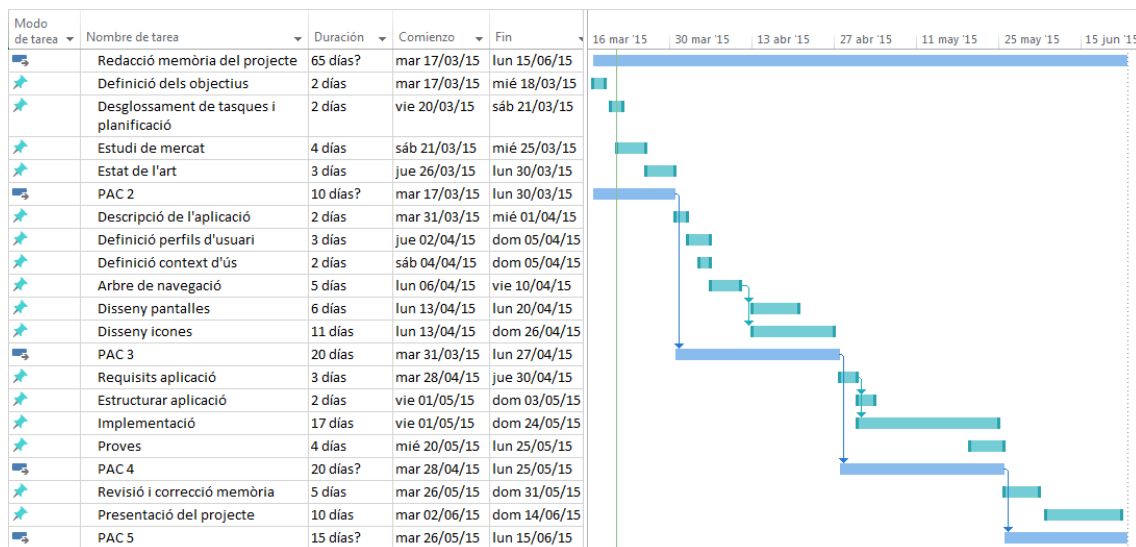 Modo
de tarea Nombre de tarea Duración Comienzo Fin 16 mar '15 30 mar '15 13 abr '15 27 abr '15 11 may '15 25 may '15 15 jun '15
Redacció memòria del projecte 65 días? mar 17/03/15 lun 15/06/15
Definició dels objectius 2 días mar 17/03/15 mié 18/03/15
Desglossament de tasques i 2 días vie 20/03/15 sáb 21/03/15
planificació
Estudi de mercat 4 días sáb 21/03/15 mié 25/03/15
Estat de l'art 3 días jue 26/03/15 lun 30/03/15
PAC 2 10 días? mar 17/03/15 lun 30/03/15
Descripció de l'aplicació 2 días mar 31/03/15 mié 01/04/15
Definició perfils d'usuari 3 días jue 02/04/15 dom 05/04/15
Definició context d'ús 2 días sáb 04/04/15 dom 05/04/15
Arbre de navegació 5 días lun 06/04/15 vie 10/04/15
Disseny pantalles 6 días lun 13/04/15 lun 20/04/15
Disseny icones 11 días lun 13/04/15 dom 26/04/15
PAC 3 20 días mar 31/03/15 lun 27/04/15
Requisits aplicació 3 días mar 28/04/15 jue 30/04/15
Estructurar aplicació 2 días vie 01/05/15 dom 03/05/15
Implementació 17 días vie 01/05/15 dom 24/05/15
Proves 4 días mié 20/05/15 lun 25/05/15
PAC 4 20 días? mar 28/04/15 lun 25/05/15
Revisió i correcció memòria 5 días mar 26/05/15 dom 31/05/15
Presentació del projecte 10 días mar 02/06/15 dom 14/06/15
PAC 5 15 días? mar 26/05/15 lun 15/06/15